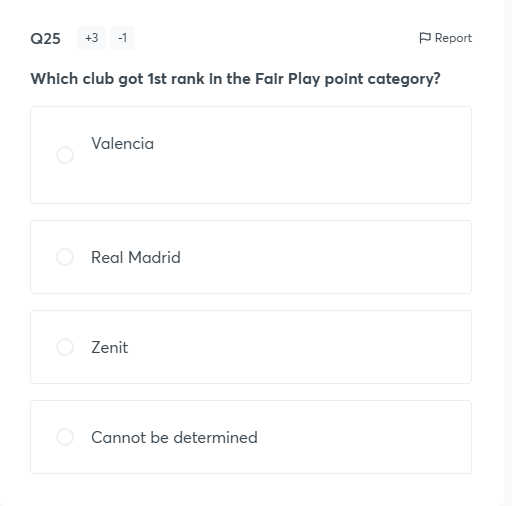 Q25 +3 -1 Report
Which club got 1st rank in the Fair Play point category?
Valencia
Real Madrid
Zenit
Cannot be determined